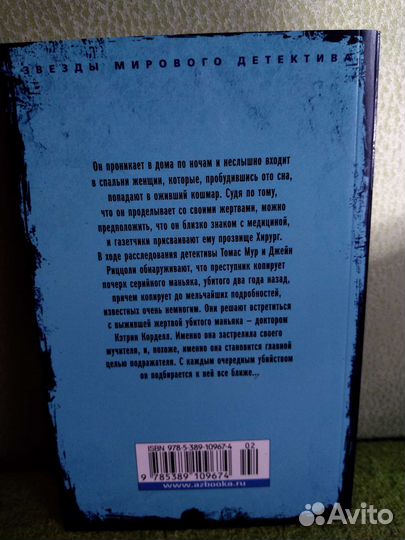 ЗВЕЗДЫ МИРОВОГО ДЕТЕКТИВА
Он проникает в дома по ночам и неслышно входит
в спальни женщин, которые, пробудившись ото сна,
попадают в оживший кошмар. Судя по тому,
что он проделывает со своими жертвами, можно
предположить, что он близко знаком с медициной,
и газетчики присваивают ему прозвище Хирург.
В ходе расследования детективы Томас Мур и Джейн
Риццоли обнаруживают, что преступник копирует
почерк серийного маньяка, убитого два года назад,
причем копирует до мельчайших подробностей,
известных очень немногим. Они решают встретиться
с выжившей жертвой убитого маньяка – доктором
Кэтрин Корделл. Именно она застрелила своего
мучителя, и, похоже, именно она становится главной
целью подражателя. С каждым очередным убийством
он подбирается к ней все ближе...
ISBN 978-5-389-10967-4
02
9 785389 109674
www.azbooka.ru
Avito